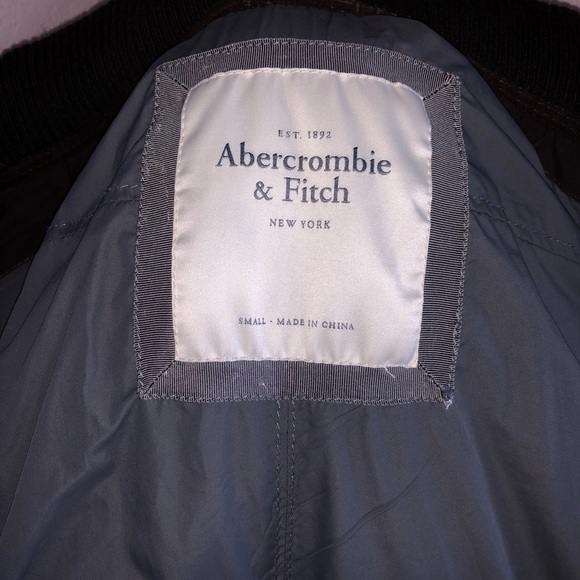 EST. 1892
Abercrombie
& Fitch
NEW YORK
SMALL - MADE IN CHINA